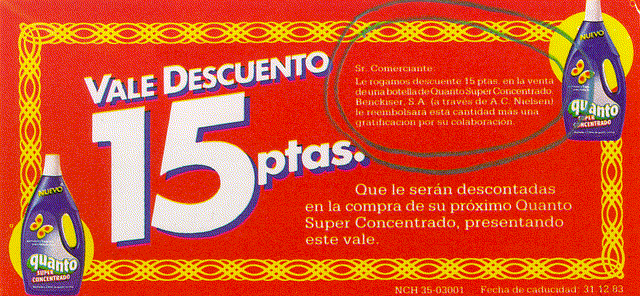 VALE DESCUENTO
15 ptas.
Sr. Comerciante
Le rogamos descuente 15 ptas. en la venta
de una botella de Quanto Super Concentrado.
Benckiser, S.A. (a través de A.C. Nielsen)
le reembolsará esta cantidad más una
gratificación por su colaboración.
NUEVO
quanto
SUPER
CONCENTRADO
Que le serán descontadas
en la compra de su próximo Quanto
Super Concentrado, presentando
este vale.
NUEVO
quanto
SUPER
CONCENTRADO
NCH 35-03001 Fecha de caducidad: 31.12.83